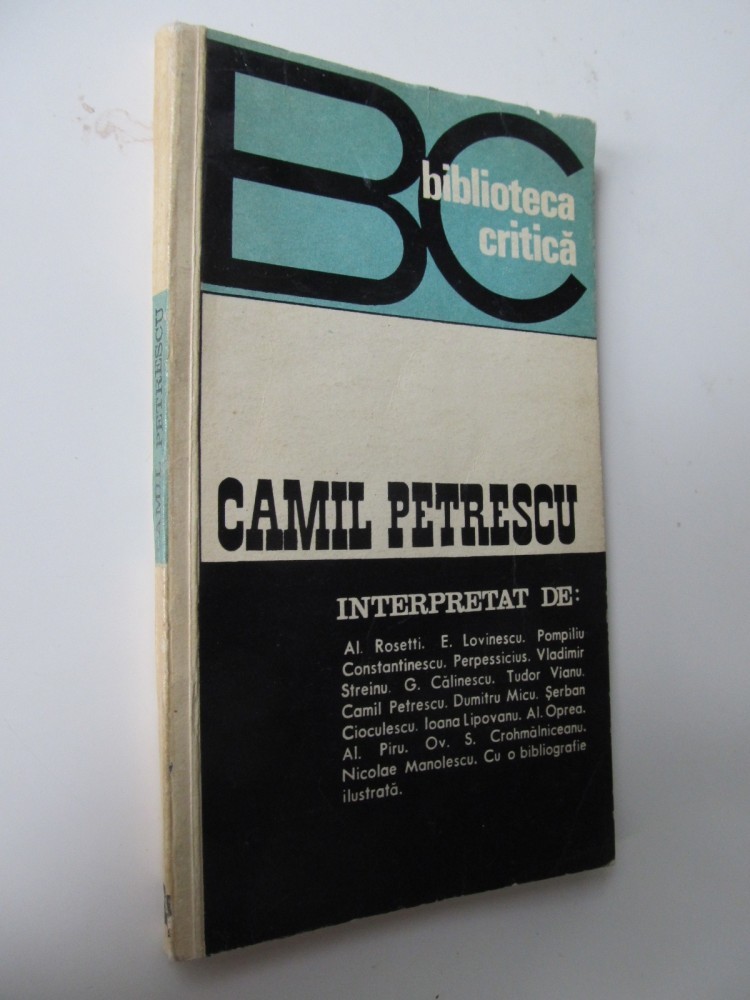 BC
biblioteca
critică
CAMIL PETRESCU
INTERPRETAT DE:
Al. Rosetti. E. Lovinescu. Pompiliu
Constantinescu. Perpessicius. Vladimir
Streinu. G. Călinescu. Tudor Vianu.
Camil Petrescu. Dumitru Micu. Șerban
Cioculescu. Ioana Lipovanu. Al. Oprea.
Al. Piru. Ov. S. Crohmălniceanu.
Nicolae Manolescu. Cu o bibliografie
ilustrată.
CAMIL PETRESCU